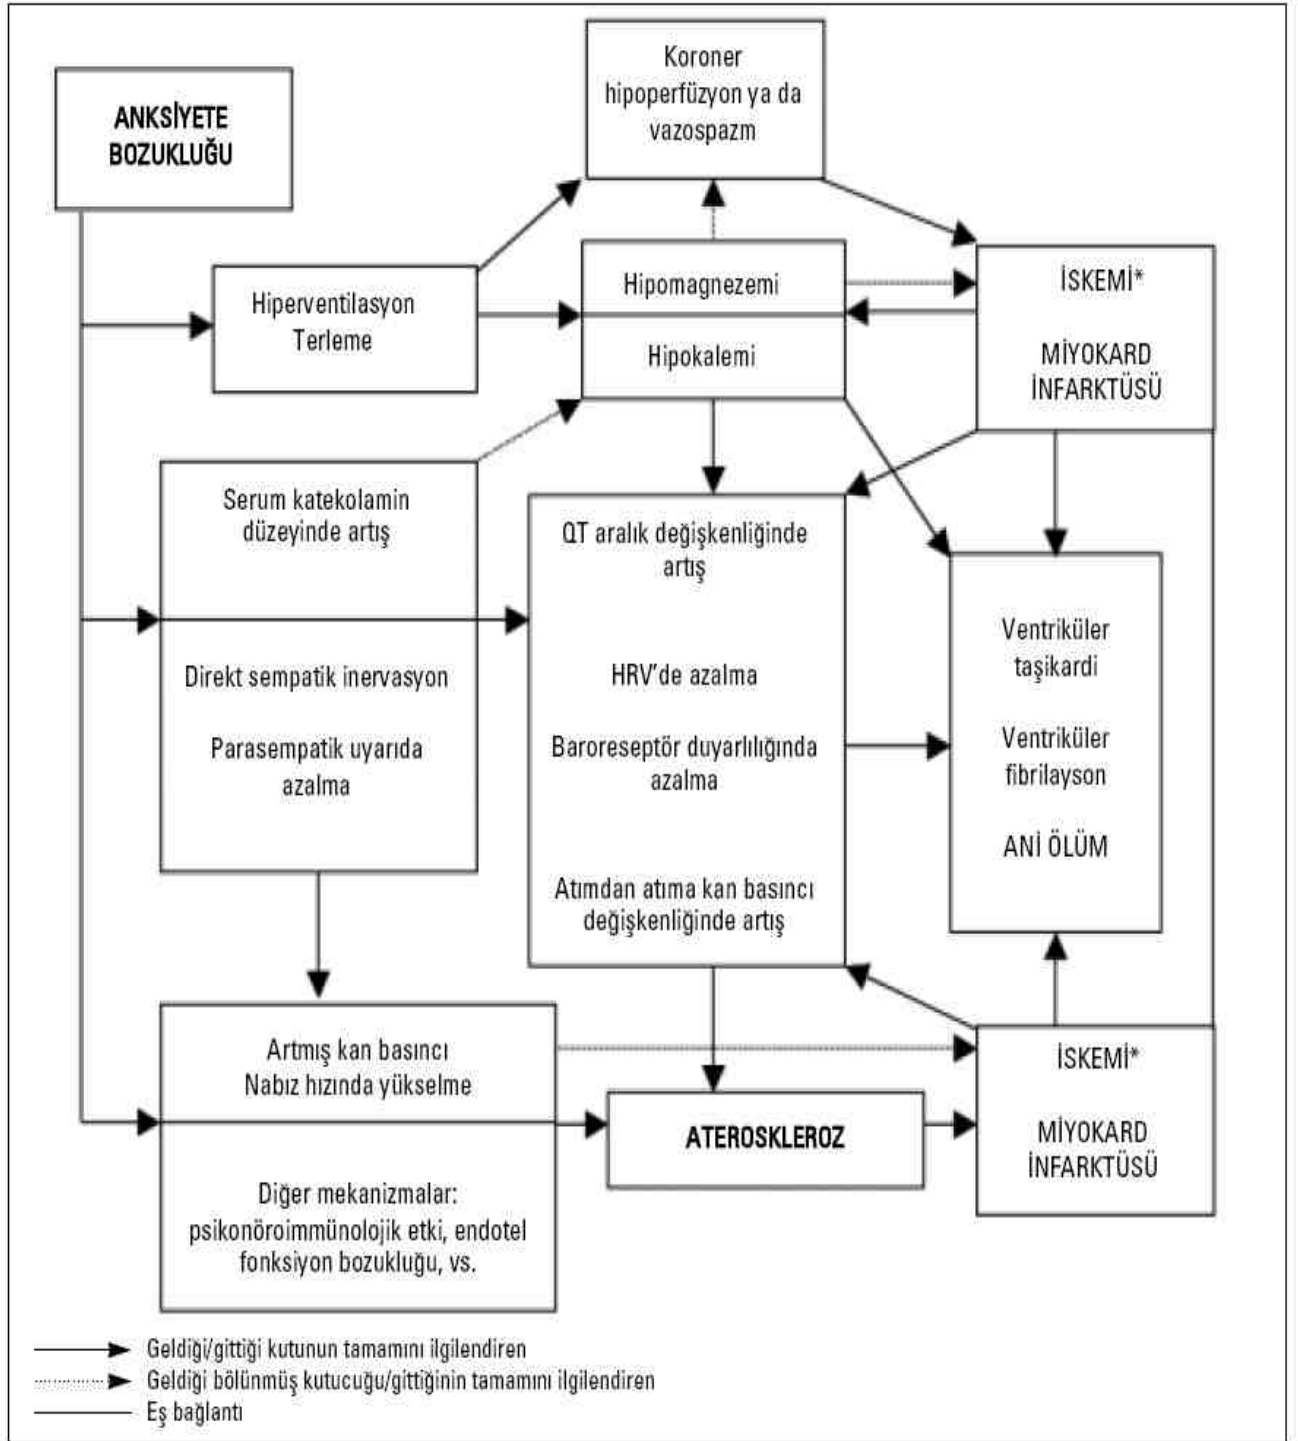 Koroner
hipoperfüzyon ya da
vazospazm
ANKSİYETE
BOZUKLUĞU
Hiperventilasyon
Terleme
Hipomagnezemi
Hipokalemi
İSKEMİ*
MİYOKARD
İNFARKTÜSÜ
Serum katekolamin
düzeyinde artış
Direkt sempatik inervasyon
Parasempatik uyarıda
azalma
QT aralık değişkenliğinde
artış
HRV'de azalma
Baroreseptör duyarlılığında
azalma
Atımdan atıma kan basıncı
değişkenliğinde artış
Ventriküler
taşikardi
Ventriküler
fibrilayson
ANİ ÖLÜM
Artmış kan basıncı
Nabız hızında yükselme
Diğer mekanizmalar:
psikonöroimmünolojik etki, endotel
fonksiyon bozukluğu, vs.
ATEROSKLEROZ
İSKEMİ*
MİYOKARD
İNFARKTÜSÜ
Geldiği/gittiği kutunun tamamını ilgilendiren
Geldiği bölünmüş kutucuğu/gittiğinin tamamını ilgilendiren
Eş bağlantı